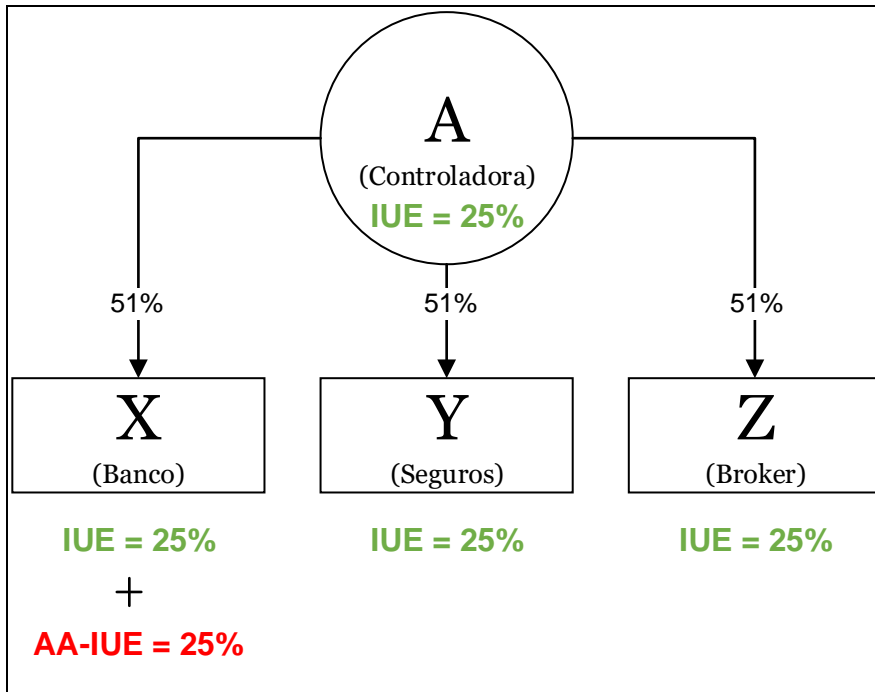 A
(Controladora)
IUE = 25%
51%
51%
51%
X
(Banco)
Y
(Seguros)
Z
(Broker)
IUE = 25%
IUE = 25%
IUE = 25%
+
AA-IUE = 25%